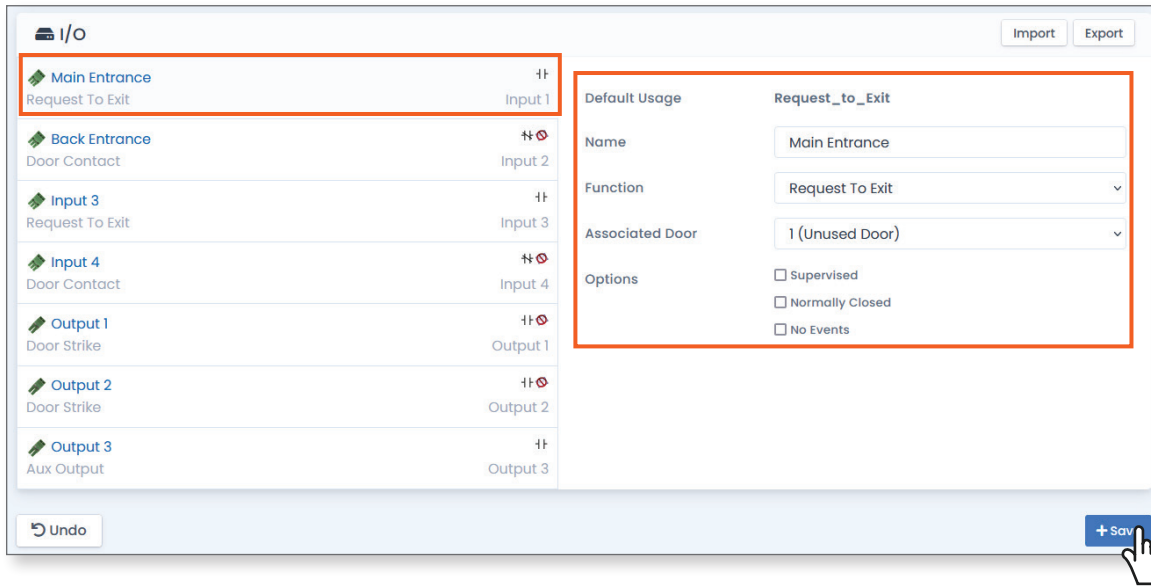 I/O
Import Export
Main Entrance
Request To Exit Input 1
Back Entrance
Door Contact Input 2
Input 3
Request To Exit Input 3
Input 4
Door Contact Input 4
Output 1
Door Strike Output 1
Output 2
Door Strike Output 2
Output 3
Aux Output Output 3
Default Usage Request_to_Exit
Name Main Entrance
Function Request To Exit
Associated Door 1 (Unused Door)
Options Supervised
Normally Closed
No Events
Undo
+ Sav